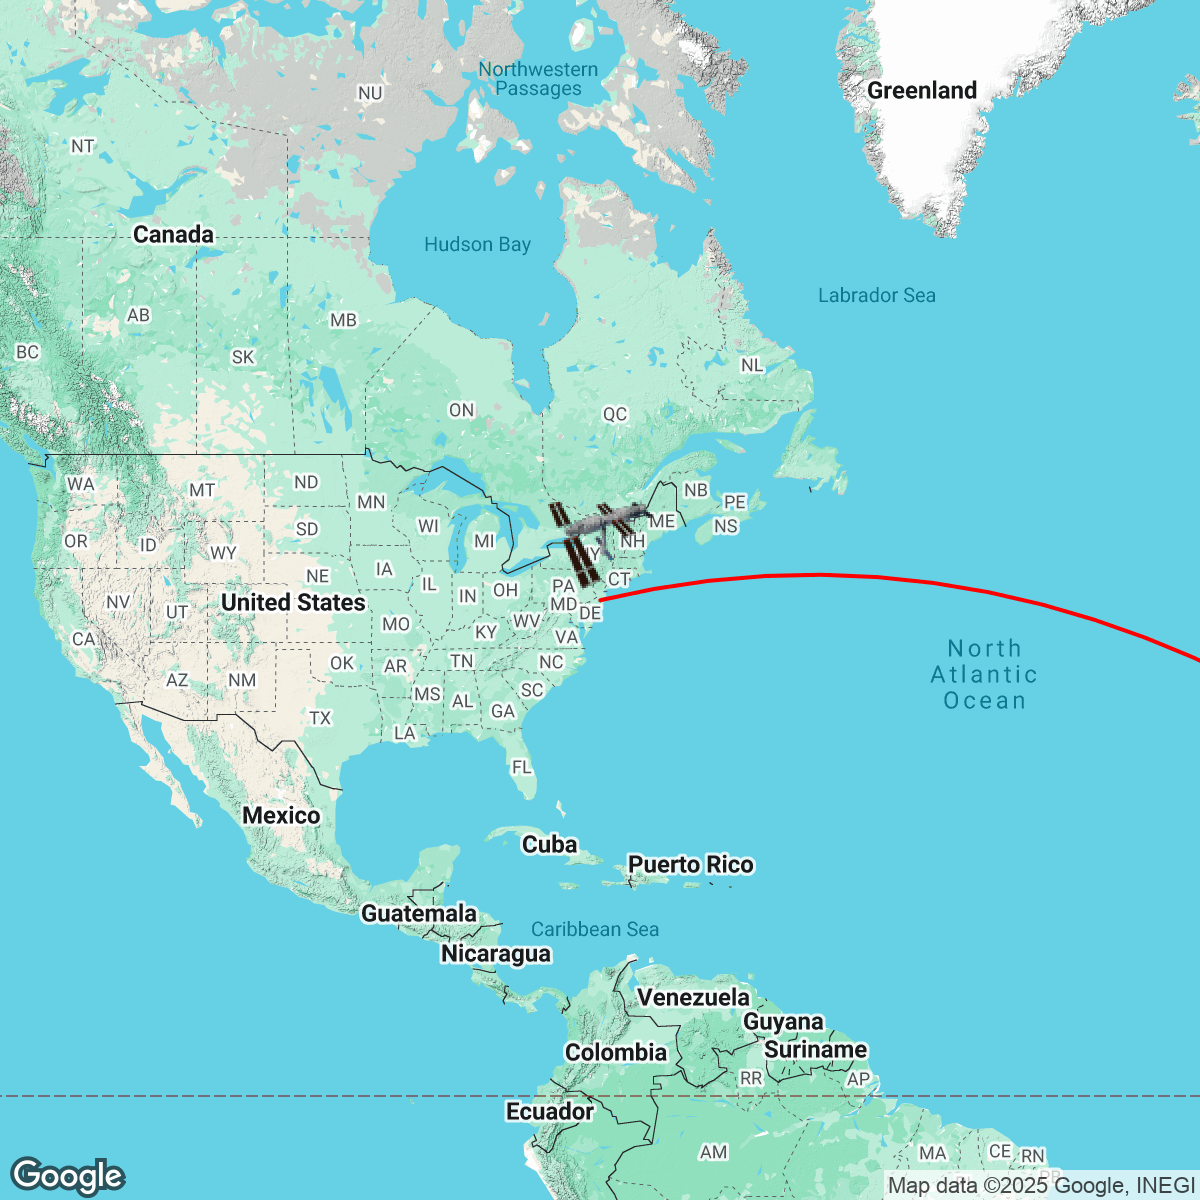 Northwestern
Passages
Greenland
NU
NT
Canada
Hudson Bay
Labrador Sea
AB
MB
BC
SK
NL
ON
QC
WA
MT
ND
MN
NB
PE
ME
NS
OR
ID
WY
SD
WI
MI
NY
NH
NE
IA
IL
IN
OH
PA
CT
NV
UT
United States
MD
DE
CA
MO
KY
WV
VA
AZ
NM
OK
AR
TN
NC
North
Atlantic
Ocean
MS
AL
SC
GA
TX
LA
FL
Mexico
Cuba
Puerto Rico
Guatemala
Caribbean Sea
Nicaragua
Venezuela
Guyana
Suriname
Colombia
RR
AP
Ecuador
AM
MA
CE
RN
PB
Google
Map data ©2025 Google, INEGI